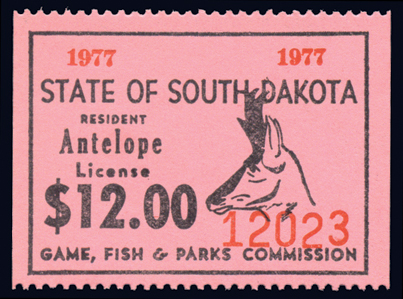 1977 1977
STATE OF SOUTH DAKOTA
RESIDENT
Antelope
License
$12.00
12023
GAME, FISH & PARKS COMMISSION